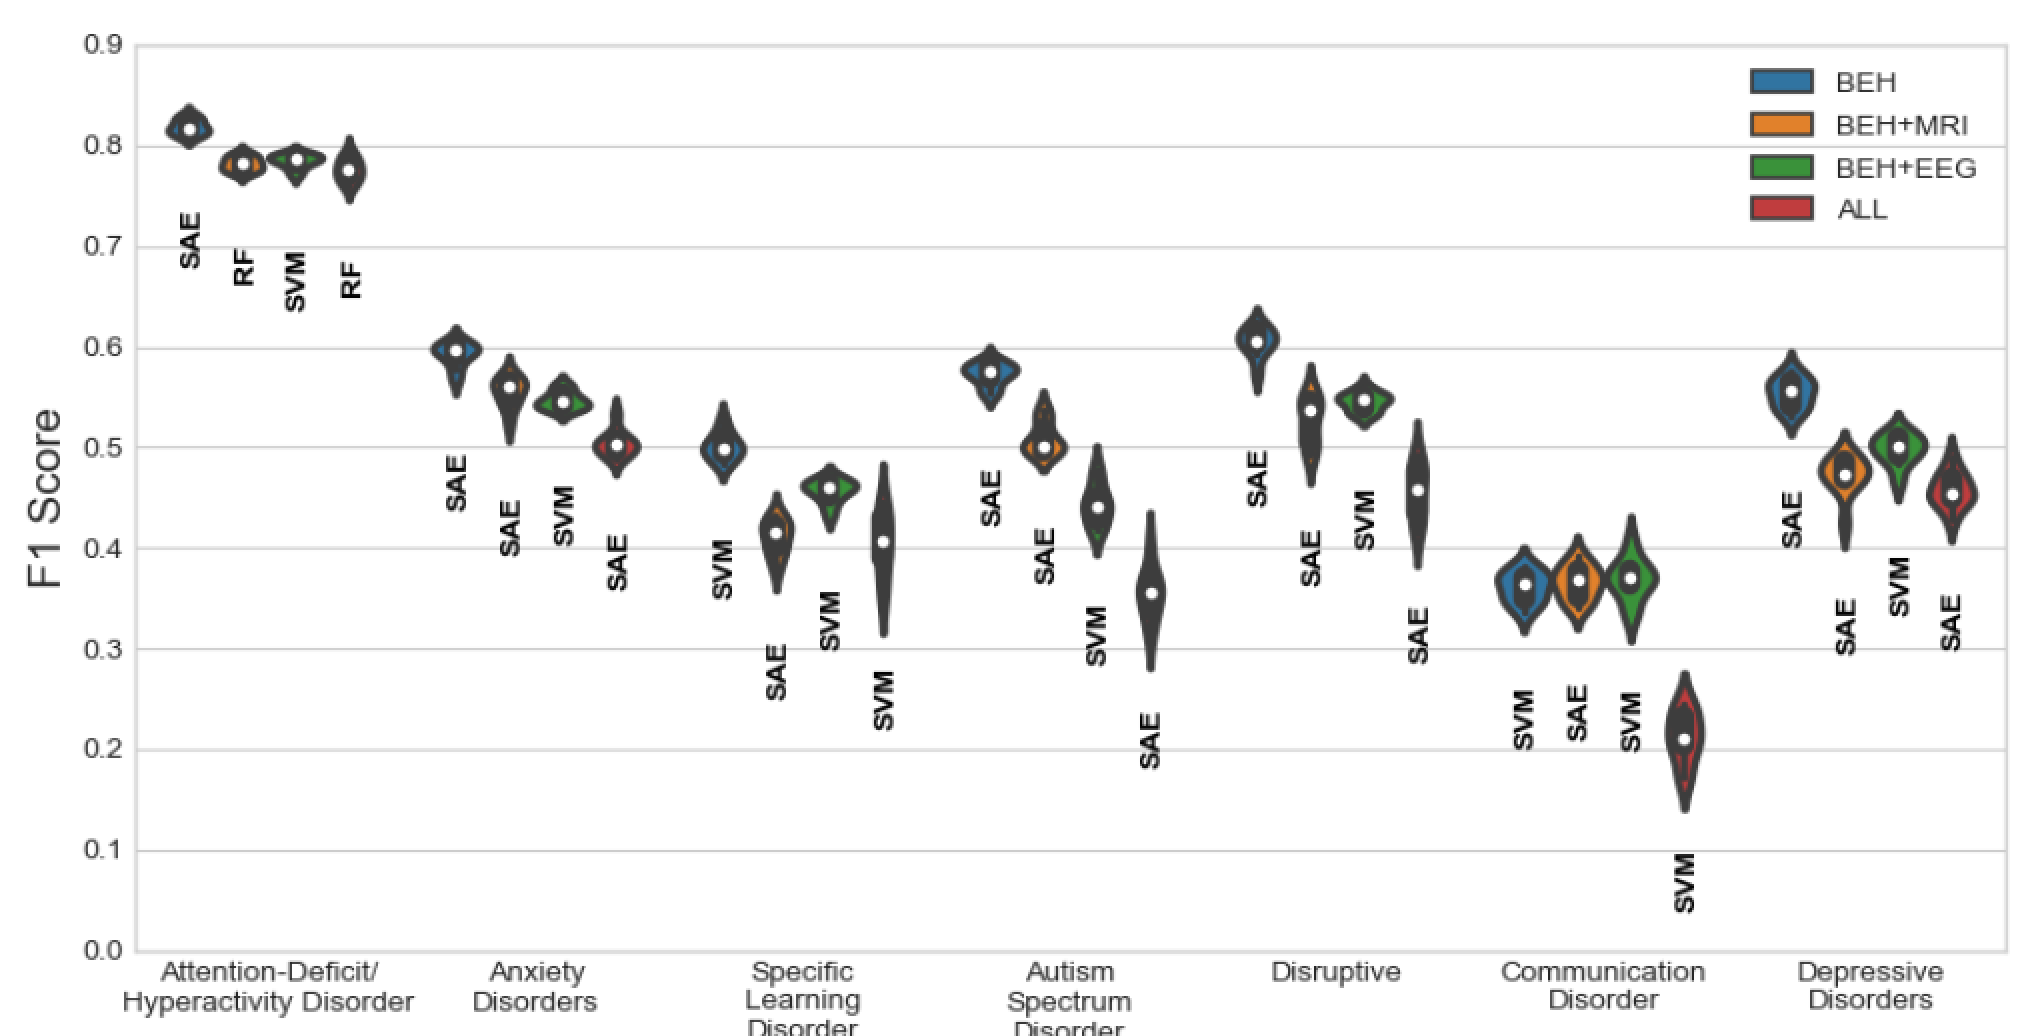 0.9
0.8
0.7
0.6
0.5
0.4
0.3
0.2
0.1
0.0
F1 Score
BEH
BEH+MRI
BEH+EEG
ALL
SAE
RF
SVM
RF
SAE
SAE
SVM
SAE
SVM
SAE
SVM
SVM
SAE
SAE
SVM
SAE
SAE
SAE
SVM
SAE
SVM
SAE
SVM
SVM
SAE
SAE
SVM
SAE
Attention-Deficit/
Hyperactivity Disorder
Anxiety
Disorders
Specific
Learning
Disorder
Autism
Spectrum
Disorder
Disruptive
Communication
Disorder
Depressive
Disorders